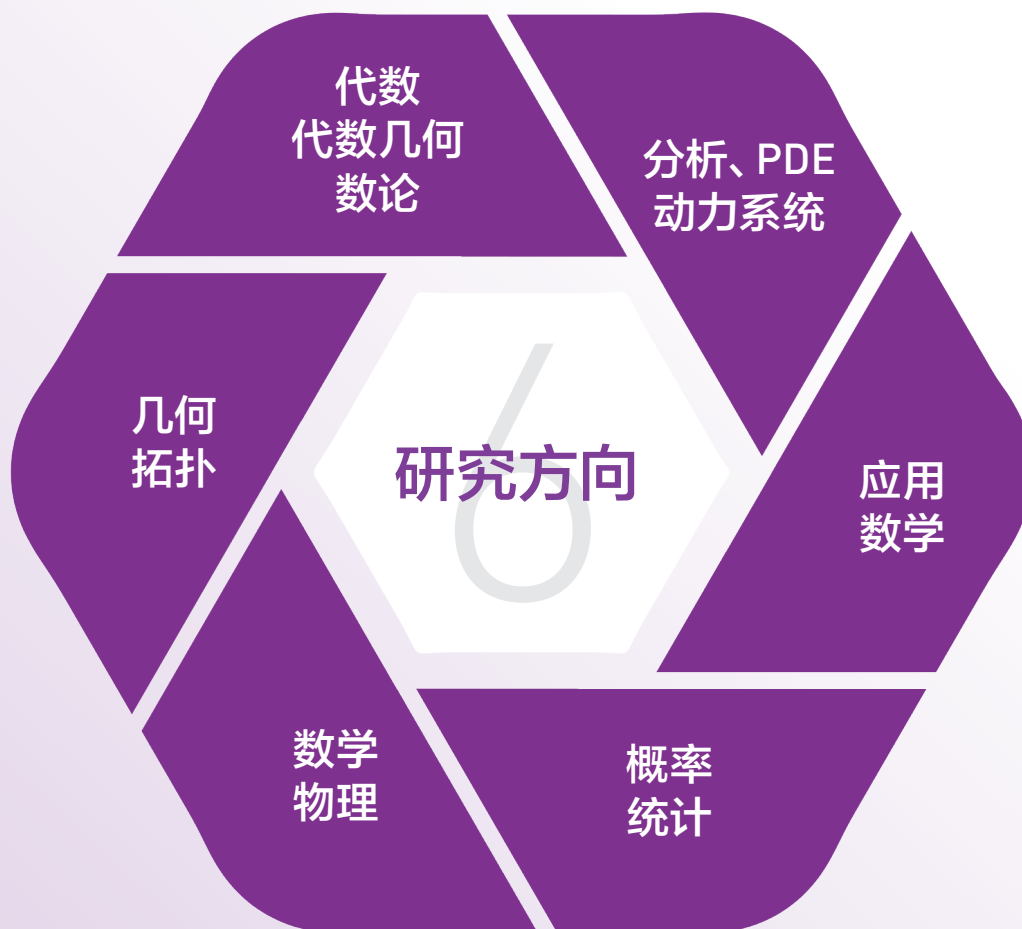 代数
代数几何
数论
分析、PDE
动力系统
应用
数学
概率
统计
数学
物理
几何
拓扑
6
研究方向